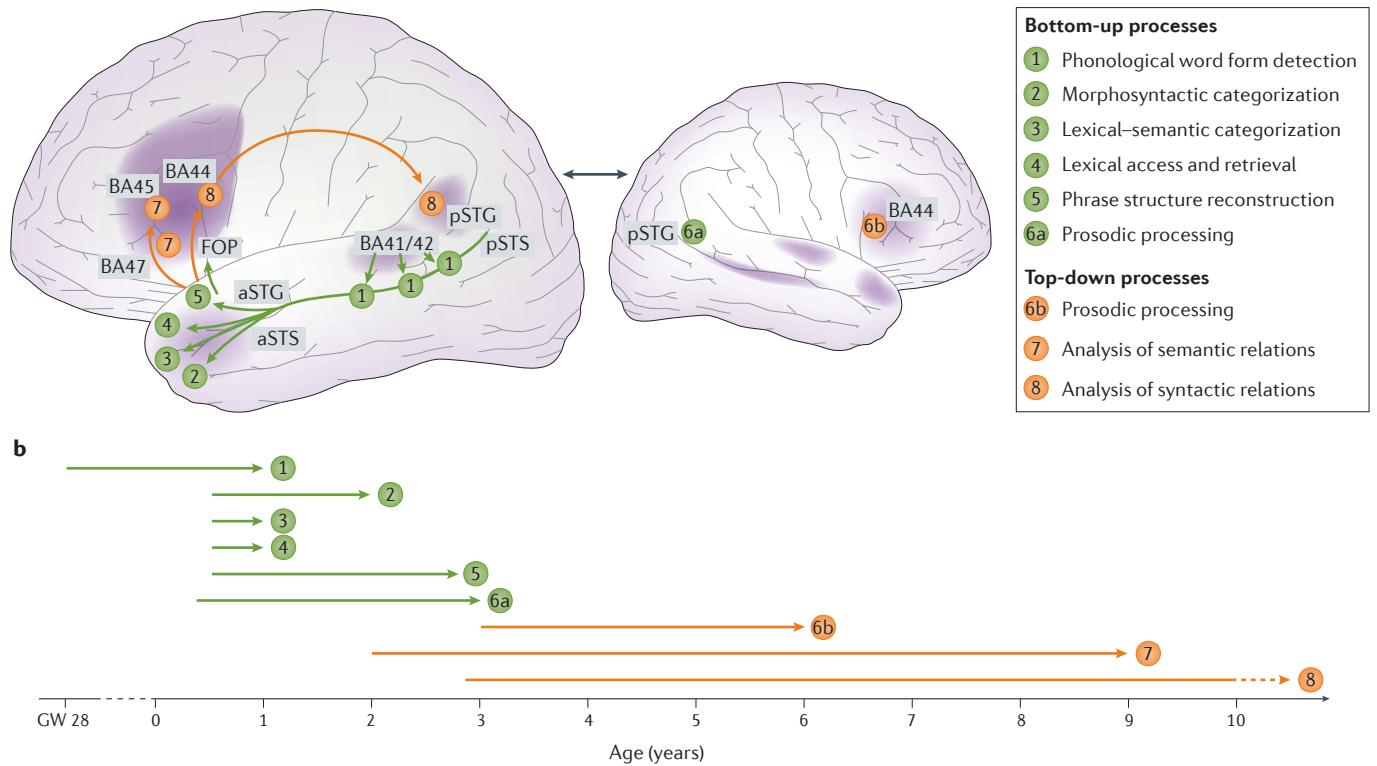 BA44
BA45
8
7
7
BA47
FOP
5
aSTG
4
aSTS
3
2
BA41/42
1
1
1
8
pSTG
pSTS
pSTG
6a
BA44
6b
Bottom-up processes
1 Phonological word form detection
2 Morphosyntactic categorization
3 Lexical–semantic categorization
4 Lexical access and retrieval
5 Phrase structure reconstruction
6a Prosodic processing
Top-down processes
6b Prosodic processing
7 Analysis of semantic relations
8 Analysis of syntactic relations
b
1
2
3
4
5
6a
6b
7
8
GW 28 0 1 2 3 4 5 6 7 8 9 10
Age (years)